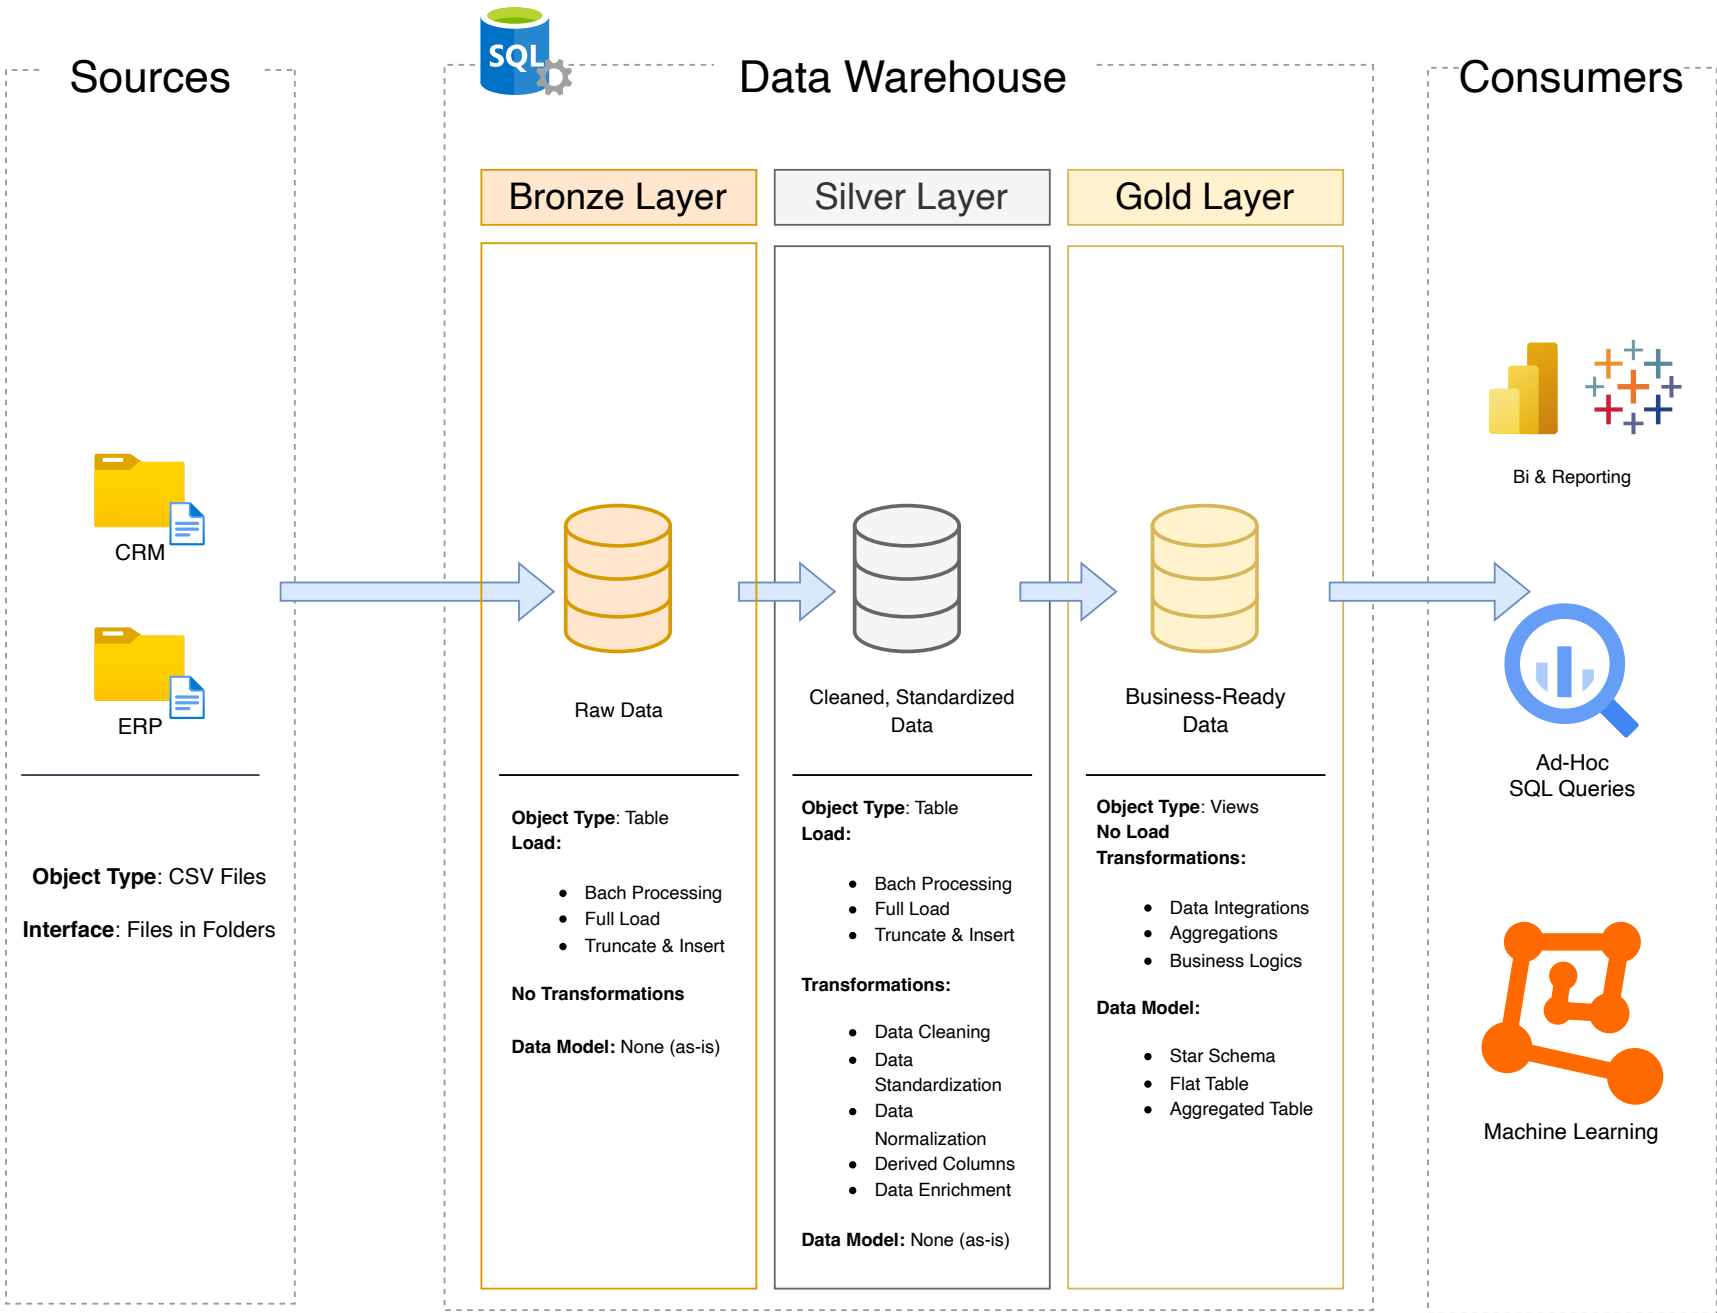 Sources
SQL
Data Warehouse
Consumers
Bronze Layer
Silver Layer
Gold Layer
CRM
ERP
Object Type: CSV Files
Interface: Files in Folders
Raw Data
Object Type: Table
Load:
Bach Processing
Full Load
Truncate & Insert
No Transformations
Data Model: None (as-is)
Cleaned, Standardized
Data
Object Type: Table
Load:
Bach Processing
Full Load
Truncate & Insert
Transformations:
Data Cleaning
Data
Standardization
Data
Normalization
Derived Columns
Data Enrichment
Data Model: None (as-is)
Business-Ready
Data
Object Type: Views
No Load
Transformations:
Data Integrations
Aggregations
Business Logics
Data Model:
Star Schema
Flat Table
Aggregated Table
Bi & Reporting
Ad-Hoc
SQL Queries
Machine Learning